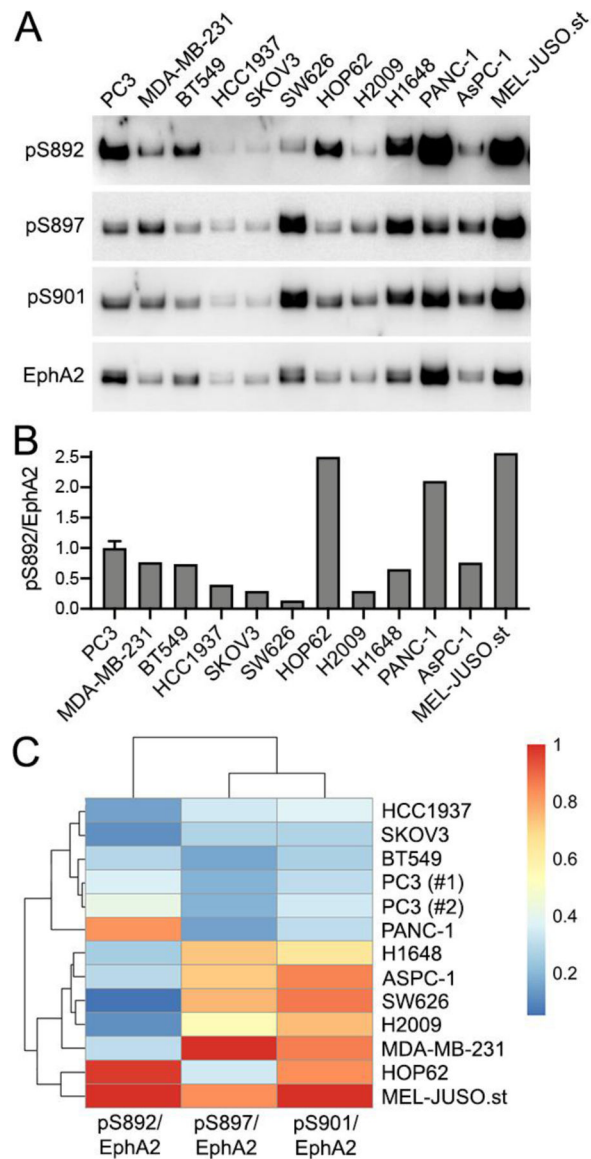 A
PC3
MDA-MB-231
BT549
HCC1937
SKOV3
SW626
HOP62
H2009
H1648
PANC-1
AsPC-1
MEL-JUSO.st
pS892
pS897
pS901
EphA2
B
pS892/EphA2
2.5
2.0
1.5
1.0
0.5
0.0
PC3
MDA-MB-231
BT549
HCC1937
SKOV3
SW626
HOP62
H2009
H1648
PANC-1
AsPC-1
MEL-JUSO.st
C
1
0.8
0.6
0.4
0.2
HCC1937
SKOV3
BT549
PC3 (#1)
PC3 (#2)
PANC-1
H1648
ASPC-1
SW626
H2009
MDA-MB-231
HOP62
MEL-JUSO.st
pS892/ pS897/ pS901/
EphA2 EphA2 EphA2